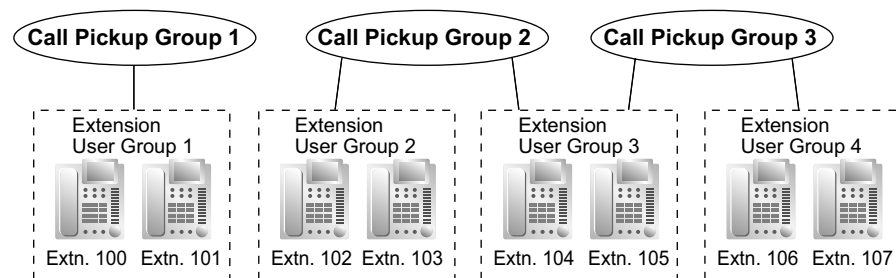 Call Pickup Group 1
Call Pickup Group 2
Call Pickup Group 3
Extension
User Group 1
Extension
User Group 2
Extension
User Group 3
Extension
User Group 4
Extn. 100
Extn. 101
Extn. 102
Extn. 103
Extn. 104
Extn. 105
Extn. 106
Extn. 107